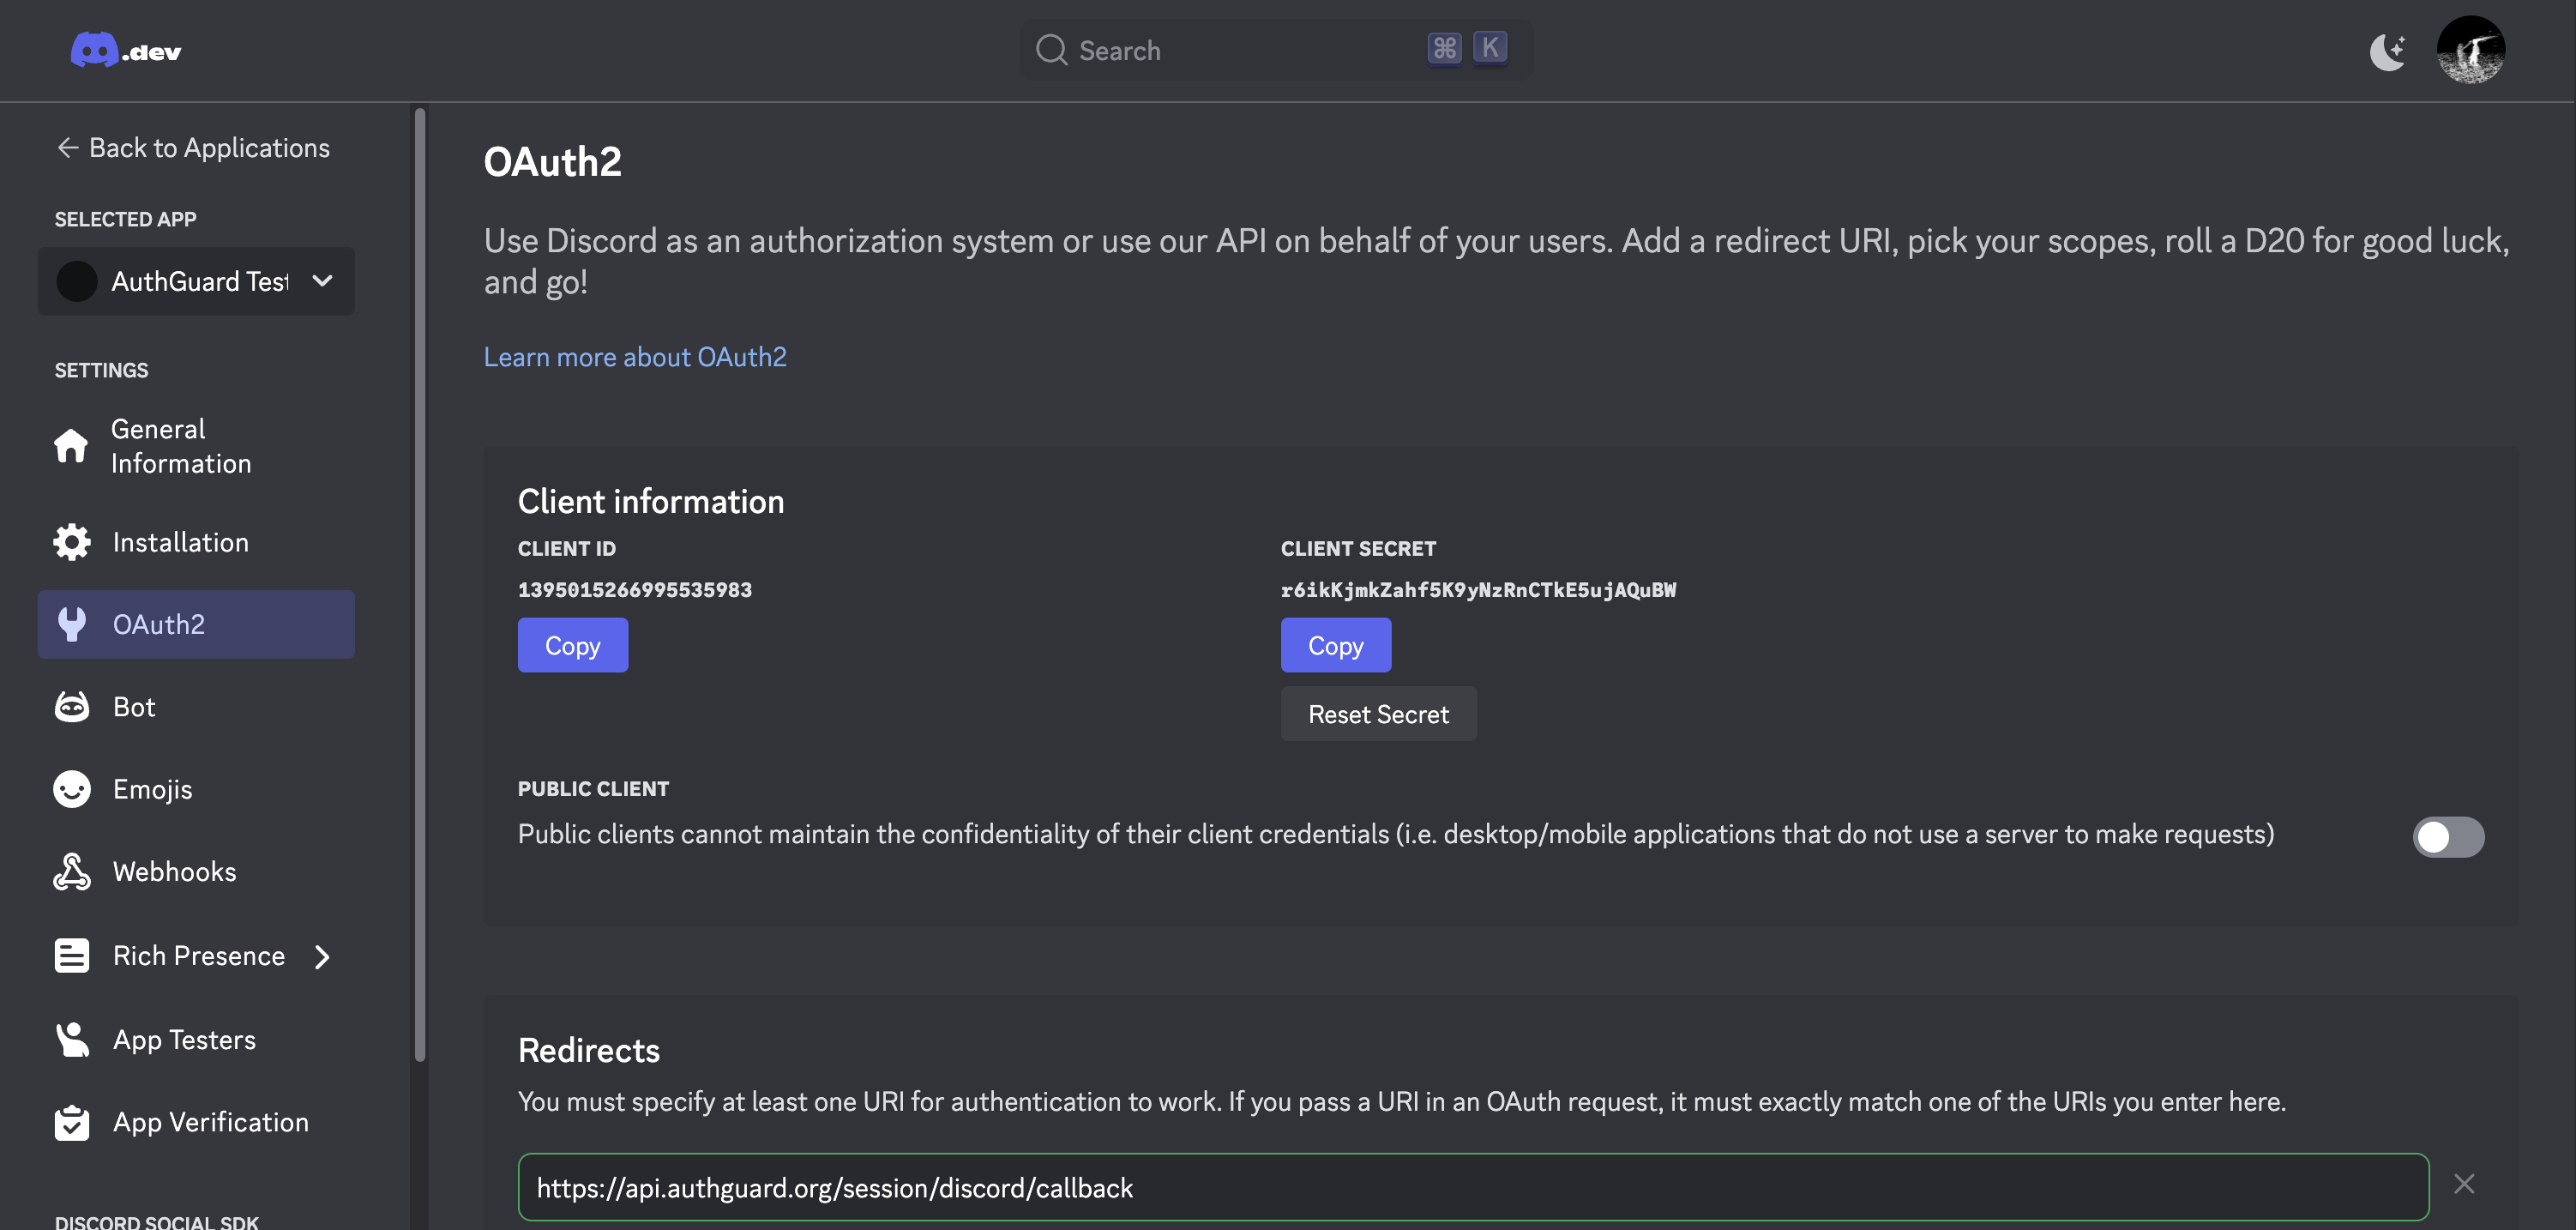 .dev
Search
⌘ K
← Back to Applications
SELECTED APP
AuthGuard Test
SETTINGS
General
Information
Installation
OAuth2
Bot
Emojis
Webhooks
Rich Presence
App Testers
App Verification
DISCORD SOCIAL SDK
OAuth2
Use Discord as an authorization system or use our API on behalf of your users. Add a redirect URI, pick your scopes, roll a D20 for good luck,
and go!
Learn more about OAuth2
Client information
CLIENT ID
1395015266995535983
Copy
CLIENT SECRET
r6ikKjmkZahf5K9yNzRnCTkE5ujAQuBW
Copy
Reset Secret
PUBLIC CLIENT
Public clients cannot maintain the confidentiality of their client credentials (i.e. desktop/mobile applications that do not use a server to make requests)
Redirects
You must specify at least one URI for authentication to work. If you pass a URI in an OAuth request, it must exactly match one of the URIs you enter here.
https://api.authguard.org/session/discord/callback